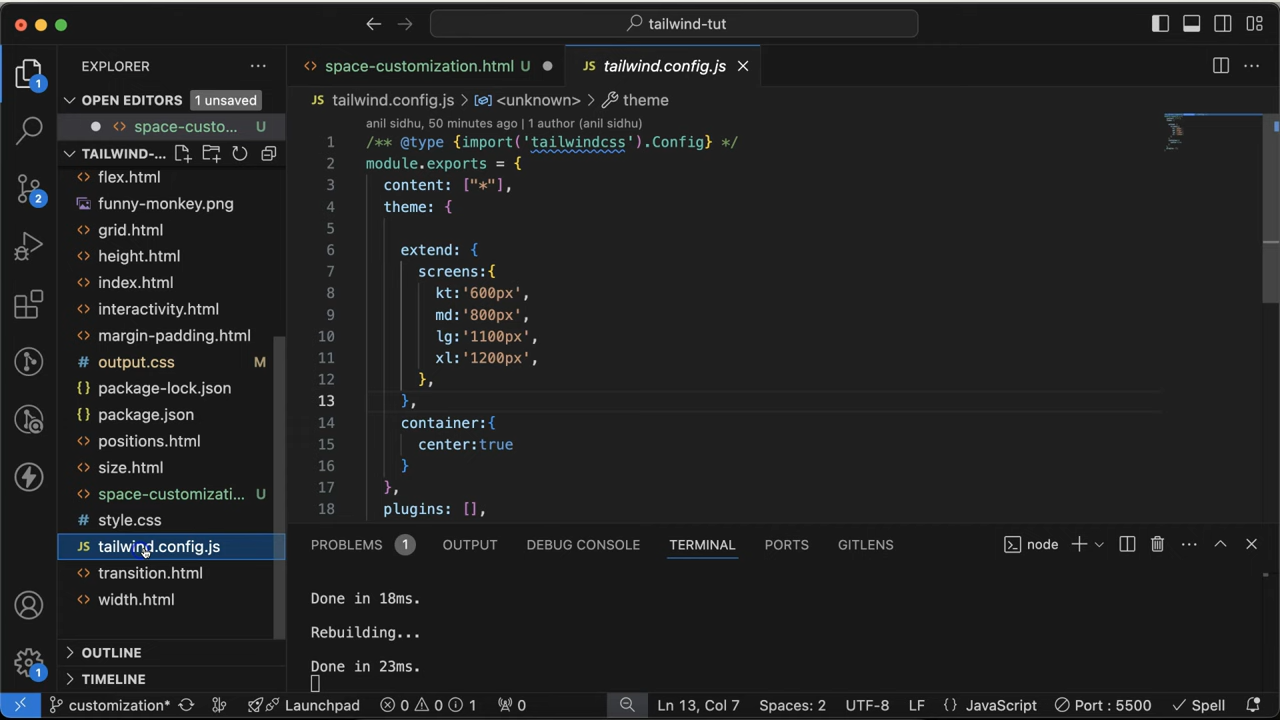 tailwind-tut
EXPLORER
OPEN EDITORS 1 unsaved
space-custo... U
TAILWIND-...
flex.html
funny-monkey.png
grid.html
height.html
index.html
interactivity.html
margin-padding.html
output.css M
package-lock.json
package.json
positions.html
size.html
space-customizati... U
style.css
JS tailwind.config.js
transition.html
width.html
OUTLINE
TIMELINE
1
2
1
space-customization.html U
JS tailwind.config.js
JS tailwind.config.js > <unknown> > theme
anil sidhu, 50 minutes ago | 1 author (anil sidhu)
1 /** @type {import('tailwindcss').Config} */
2 module.exports = {
3 content: ["*"],
4 theme: {
5
6 extend: {
7 screens:{
8 kt:'600px',
9 md:'800px',
10 lg:'1100px',
11 xl:'1200px',
12 },
13 },
14 container:{
15 center:true
16 }
17 },
18 plugins: [],
PROBLEMS 1 OUTPUT DEBUG CONSOLE TERMINAL PORTS GITLENS node
Done in 18ms.
Rebuilding...
Done in 23ms.
customization* Launchpad 0 0 1 0 Ln 13, Col 7 Spaces: 2 UTF-8 LF {} JavaScript Port : 5500 Spell